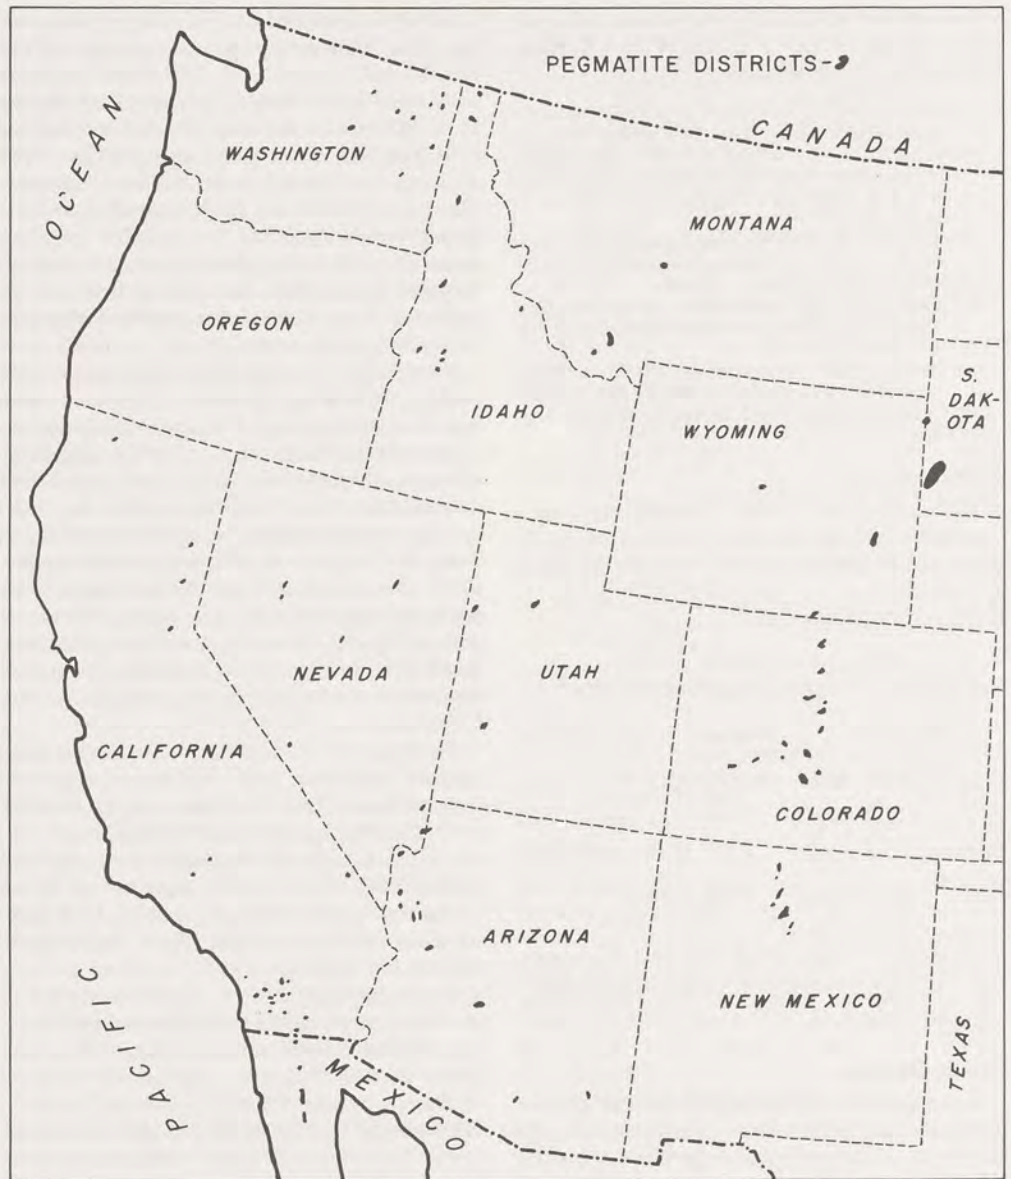 PEGMATITE DISTRICTS-
CANADA
OCEAN
WASHINGTON
MONTANA
OREGON
S.
DAK-
OTA
IDAHO
WYOMING
NEVADA
UTAH
CALIFORNIA
COLORADO
ARIZONA
NEW MEXICO
PACIFIC
MEXICO
TEXAS